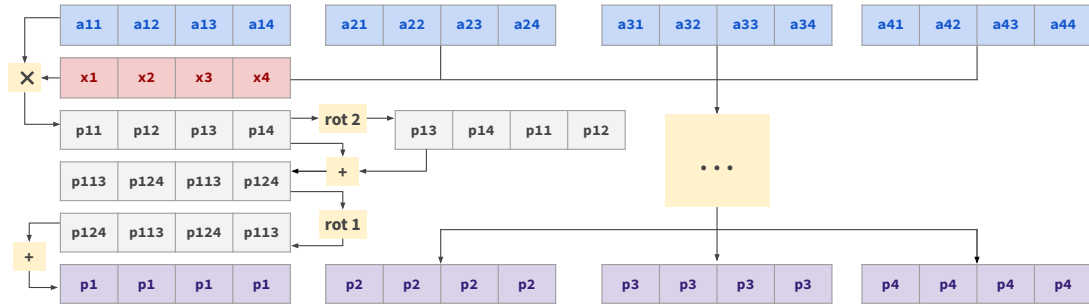 a11 a12 a13 a14 a21 a22 a23 a24 a31 a32 a33 a34 a41 a42 a43 a44
× x1 x2 x3 x4
p11 p12 p13 p14 rot 2 p13 p14 p11 p12
...
p113 p124 p113 p124 +
p124 p113 p124 p113 rot 1
+
p1 p1 p1 p1 p2 p2 p2 p2 p3 p3 p3 p3 p4 p4 p4 p4